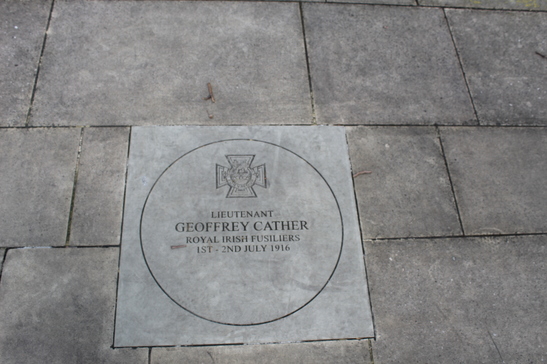 LIEUTENANT
GEOFFREY CATHER
ROYAL IRISH FUSILIERS
1ST - 2ND JULY 1916